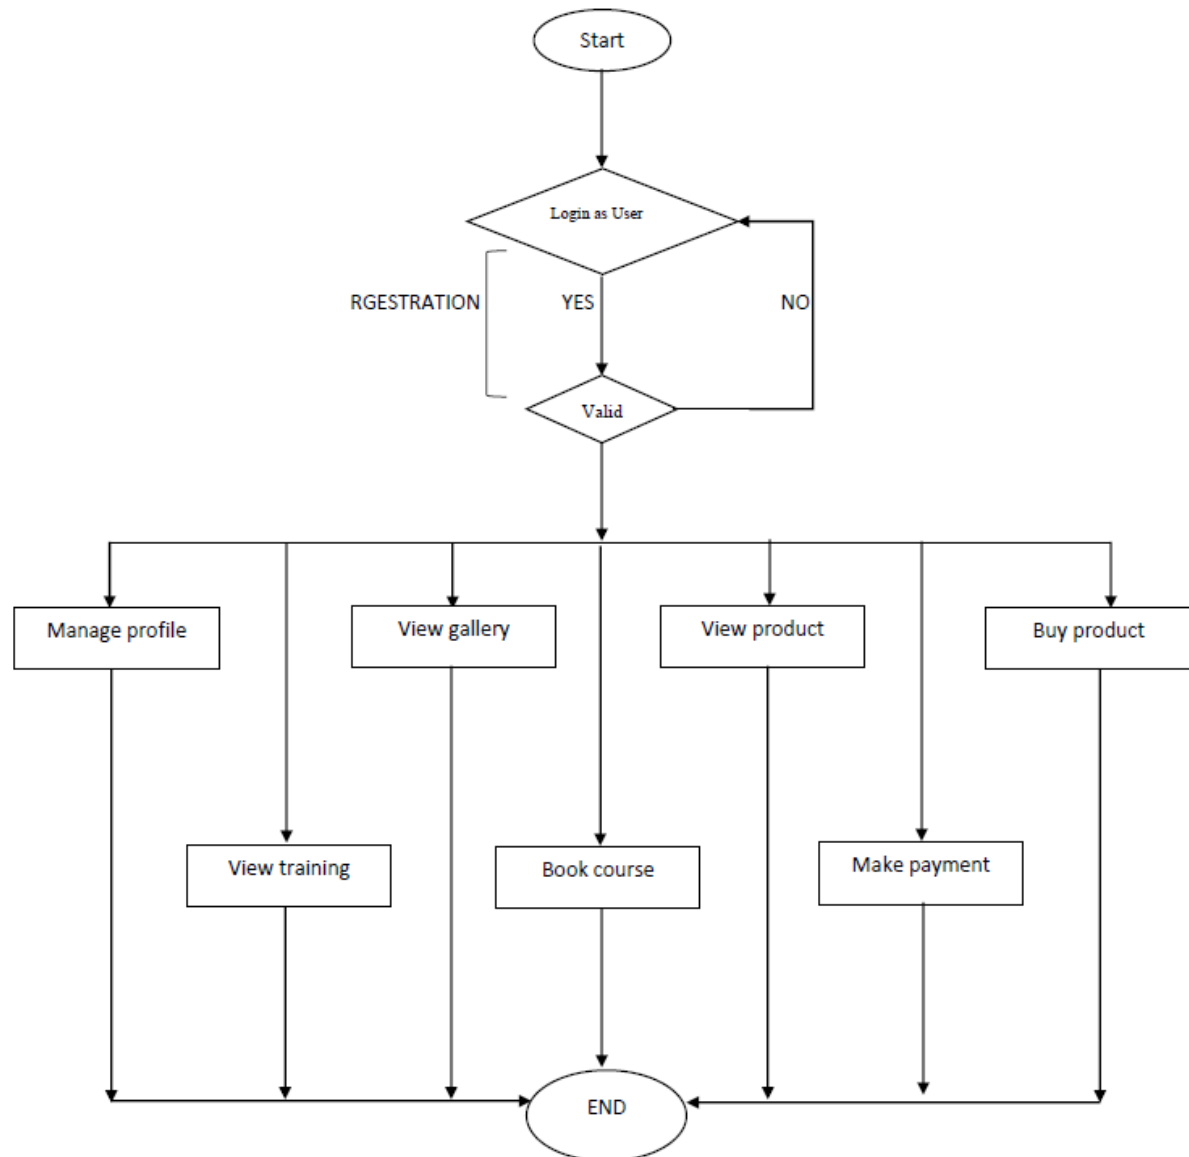 Start
Login as User
RGESTRATION
YES
NO
Valid
Manage profile
View gallery
View product
Buy product
View training
Book course
Make payment
END